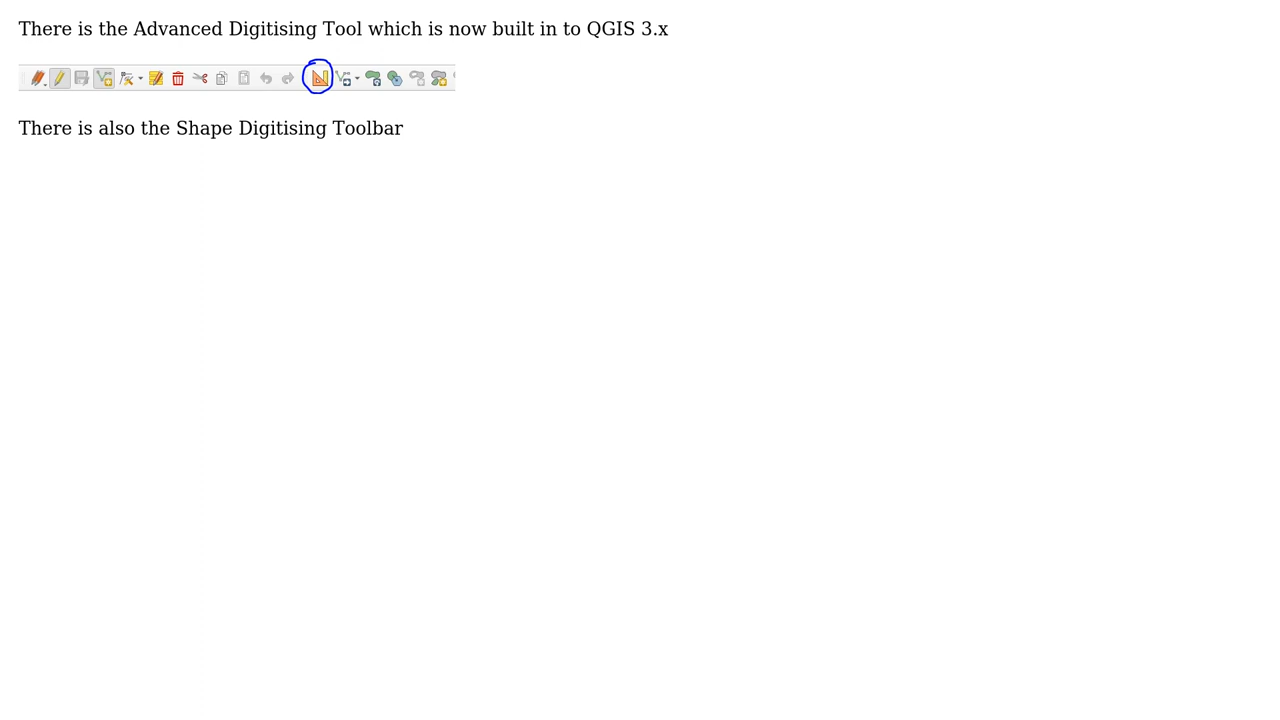 There is the Advanced Digitising Tool which is now built in to QGIS 3.x
There is also the Shape Digitising Toolbar